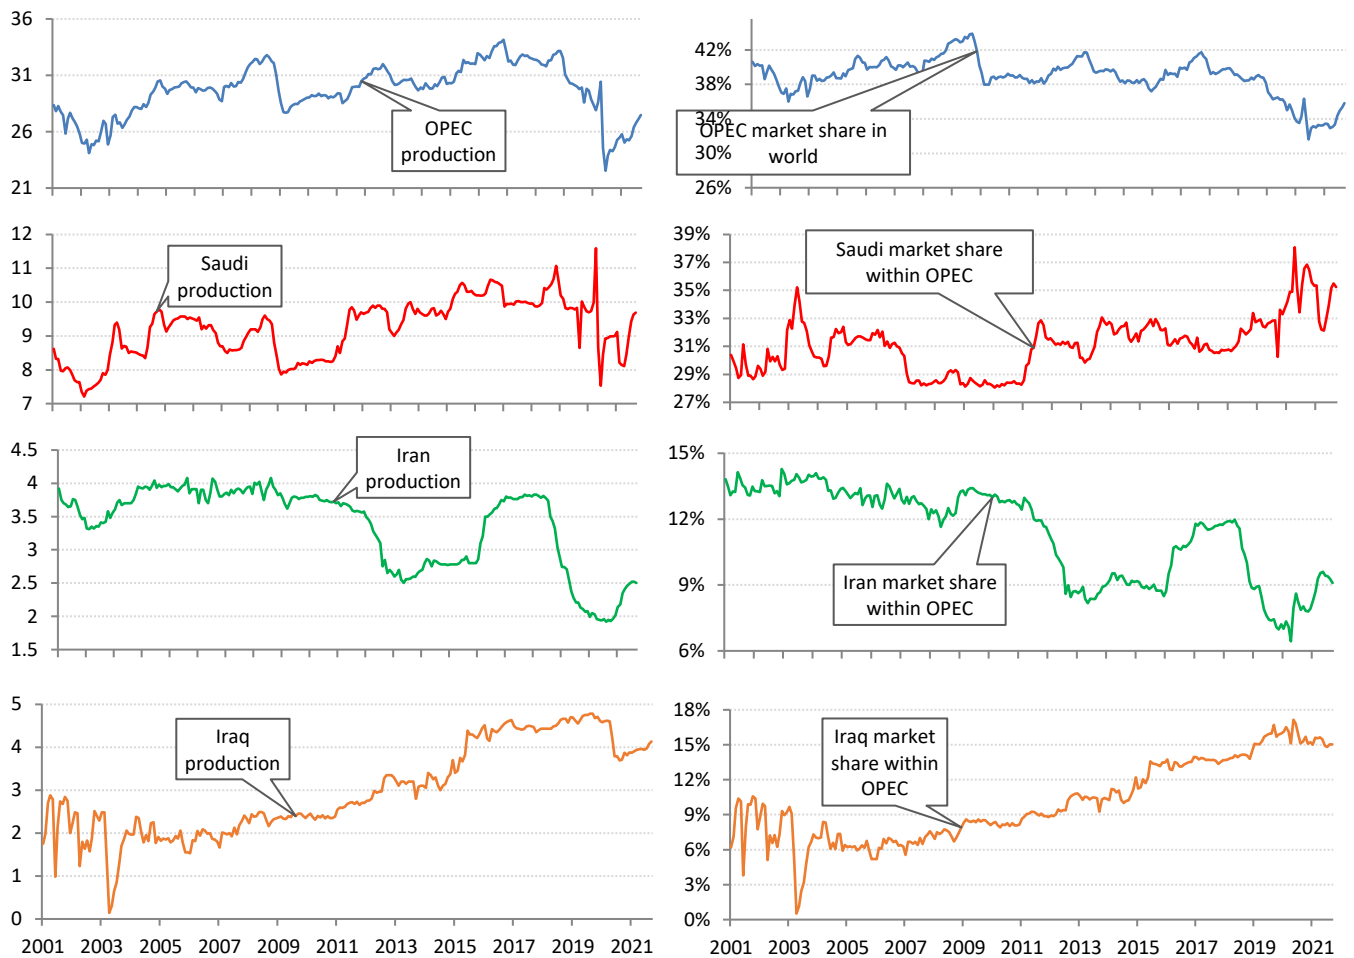 36
31
26
21
OPEC
production
42%
38%
34%
30%
26%
OPEC market share in
world
12
11
10
9
8
7
Saudi
production
39%
37%
35%
33%
31%
29%
27%
Saudi market share
within OPEC
4.5
4
3.5
3
2.5
2
1.5
Iran
production
15%
12%
9%
6%
Iran market share
within OPEC
5
4
3
2
1
0
Iraq
production
2001 2003 2005 2007 2009 2011 2013 2015 2017 2019 2021
18%
15%
12%
9%
6%
3%
0%
Iraq market
share within
OPEC
2001 2003 2005 2007 2009 2011 2013 2015 2017 2019 2021